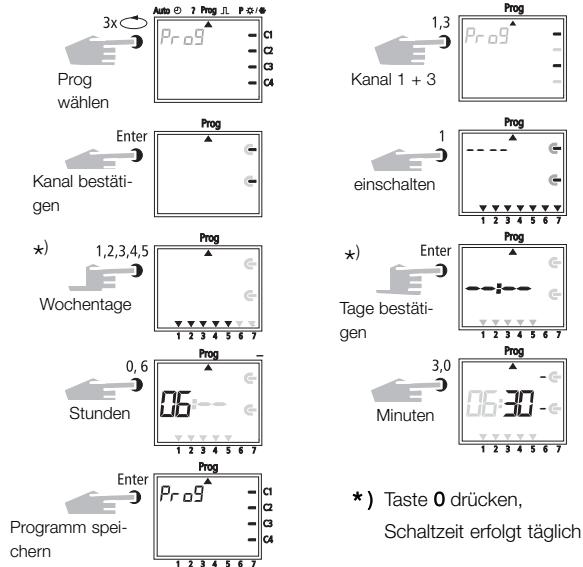 3x
Auto ? Prog P /
Prog
C1
C2
C3
C4
Prog
wählen
1,3
Prog
Prog
Kanal 1 + 3
Enter
Prog
Kanal bestäti-
gen
1
Prog
- - - -
einschalten
1 2 3 4 5 6 7
*)
1,2,3,4,5
Prog
Wochentage
1 2 3 4 5 6 7
*)
Enter
Prog
--:--
Tage bestäti-
gen
1 2 3 4 5 6 7
0, 6
Prog
06:--
Stunden
1 2 3 4 5 6 7
3,0
Prog
06:30
Minuten
1 2 3 4 5 6 7
Enter
Prog
Prog
C1
C2
C3
C4
Programm spei-
chern
1 2 3 4 5 6 7
*) Taste 0 drücken,
Schaltzeit erfolgt täglich